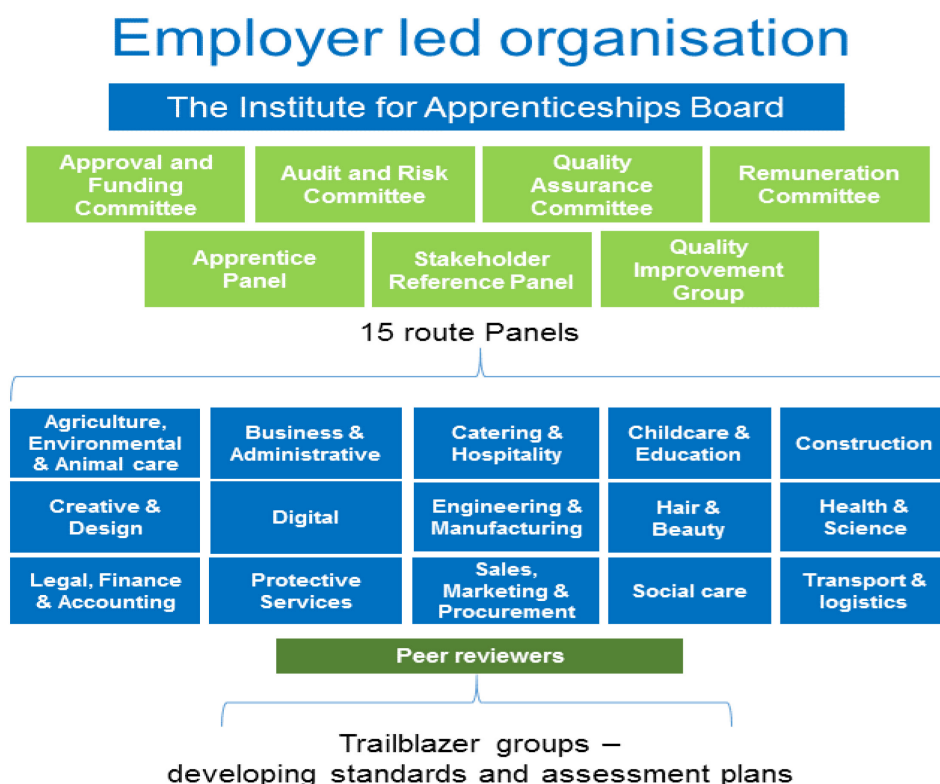 Employer led organisation
The Institute for Apprenticeships Board
Approval and
Funding
Committee
Audit and Risk
Committee
Quality
Assurance
Committee
Remuneration
Committee
Apprentice
Panel
Stakeholder
Reference Panel
Quality
Improvement
Group
15 route Panels
Agriculture,
Environmental
& Animal care
Business &
Administrative
Catering &
Hospitality
Childcare &
Education
Construction
Creative &
Design
Digital
Engineering &
Manufacturing
Hair &
Beauty
Health &
Science
Legal, Finance
& Accounting
Protective
Services
Sales,
Marketing &
Procurement
Social care
Transport &
logistics
Peer reviewers
Trailblazer groups –
developing standards and assessment plans